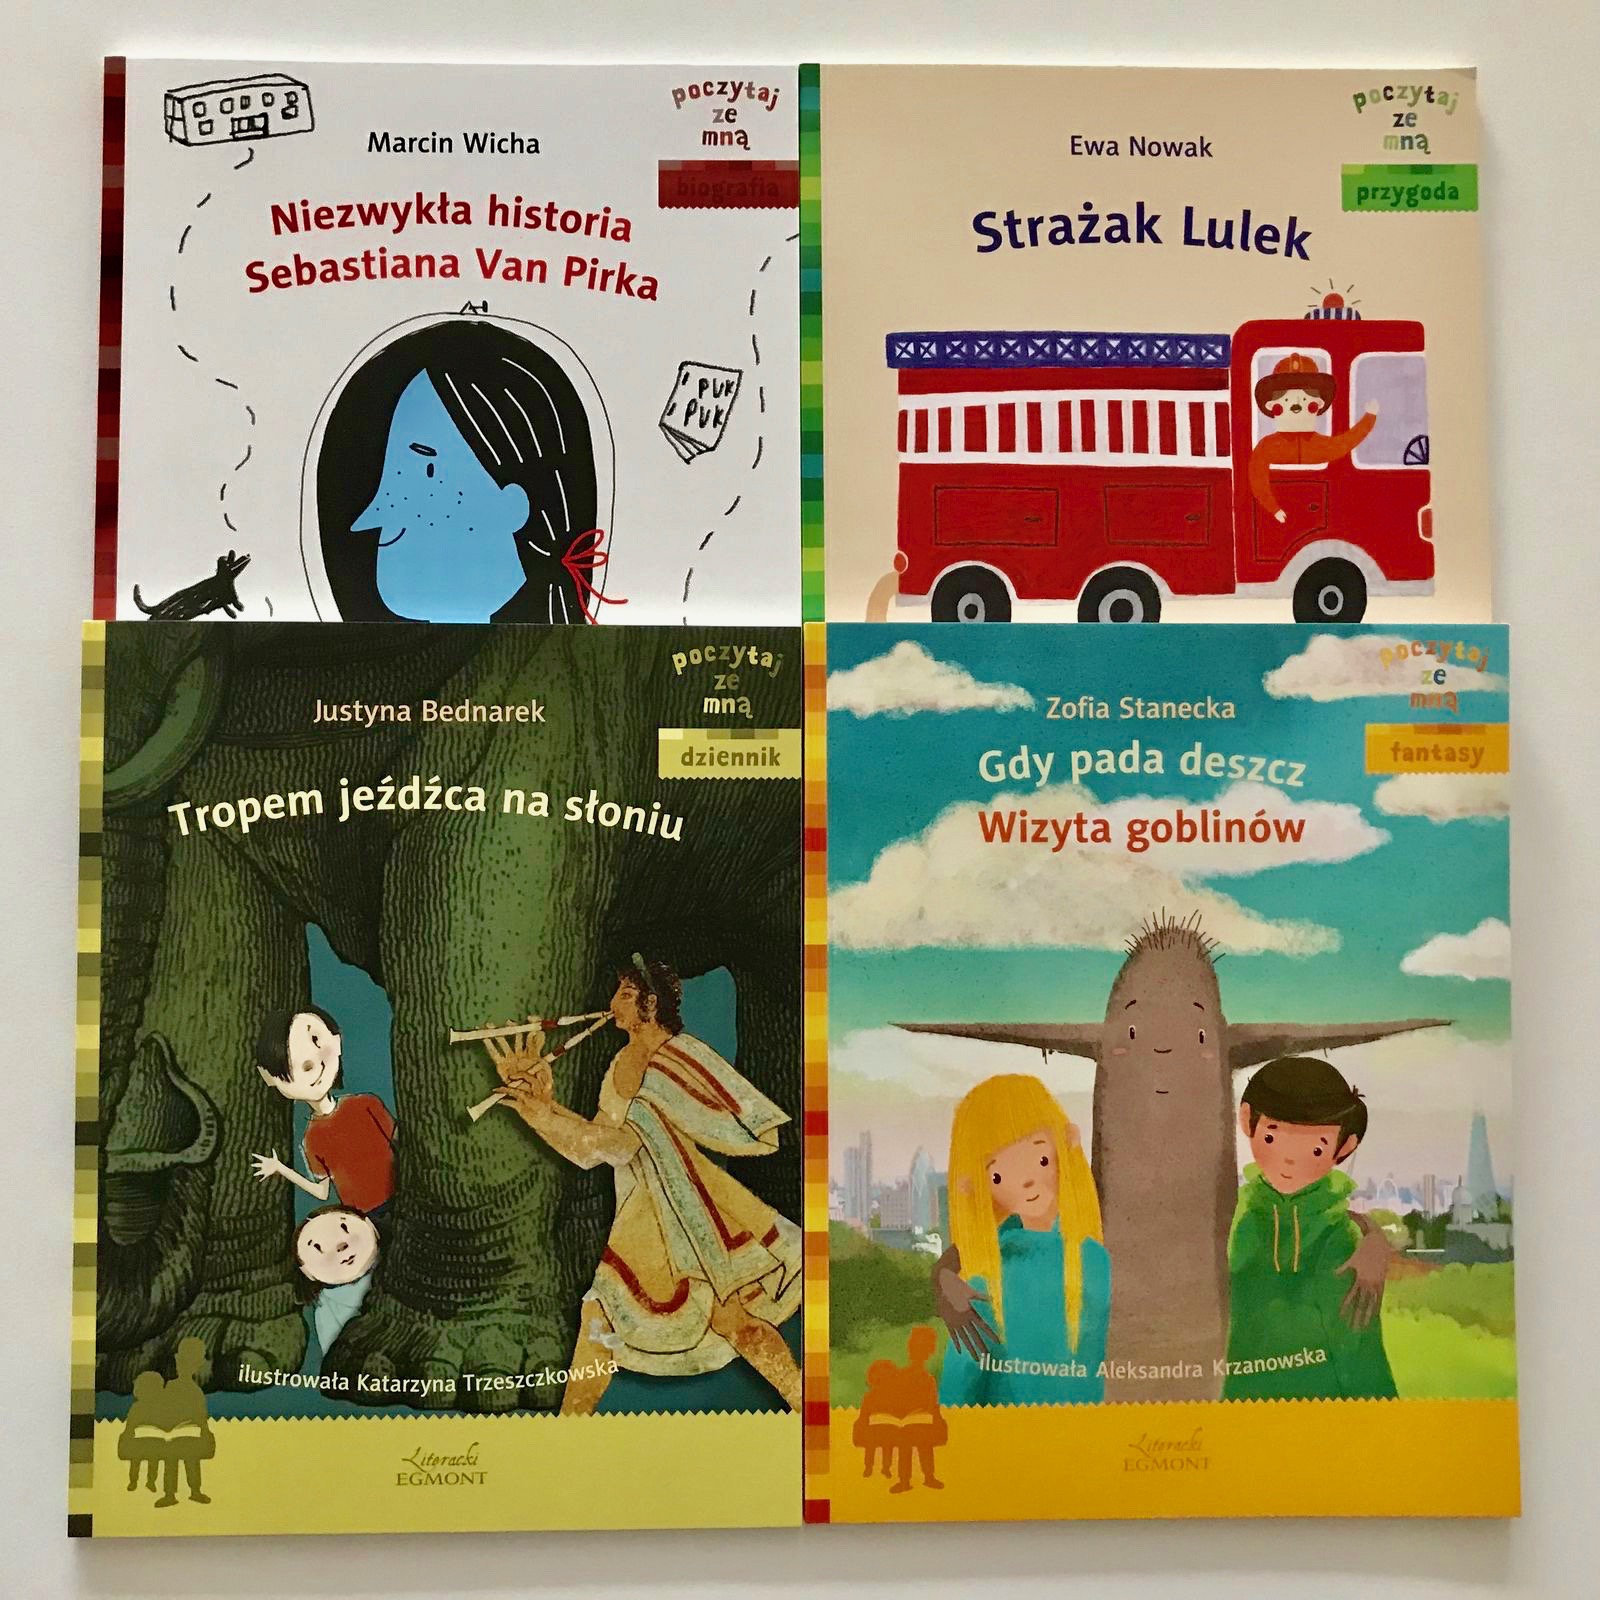 Marcin Wicha
poczytaj
ze
mną
biografia
Niezwykła historia
Sebastiana Van Pirka
PUK
PUK
Ewa Nowak
poczytaj
ze
mną
przygoda
Strażak Lulek
Justyna Bednarek
poczytaj
ze
mną
dziennik
Tropem jeźdźca na słoniu
ilustrowała Katarzyna Trzeszczkowska
Literacki
EGMONT
Zofia Stanecka
poczytaj
ze
mną
fantasy
Gdy pada deszcz
Wizyta goblinów
ilustrowała Aleksandra Krzanowska
Literacki
EGMONT